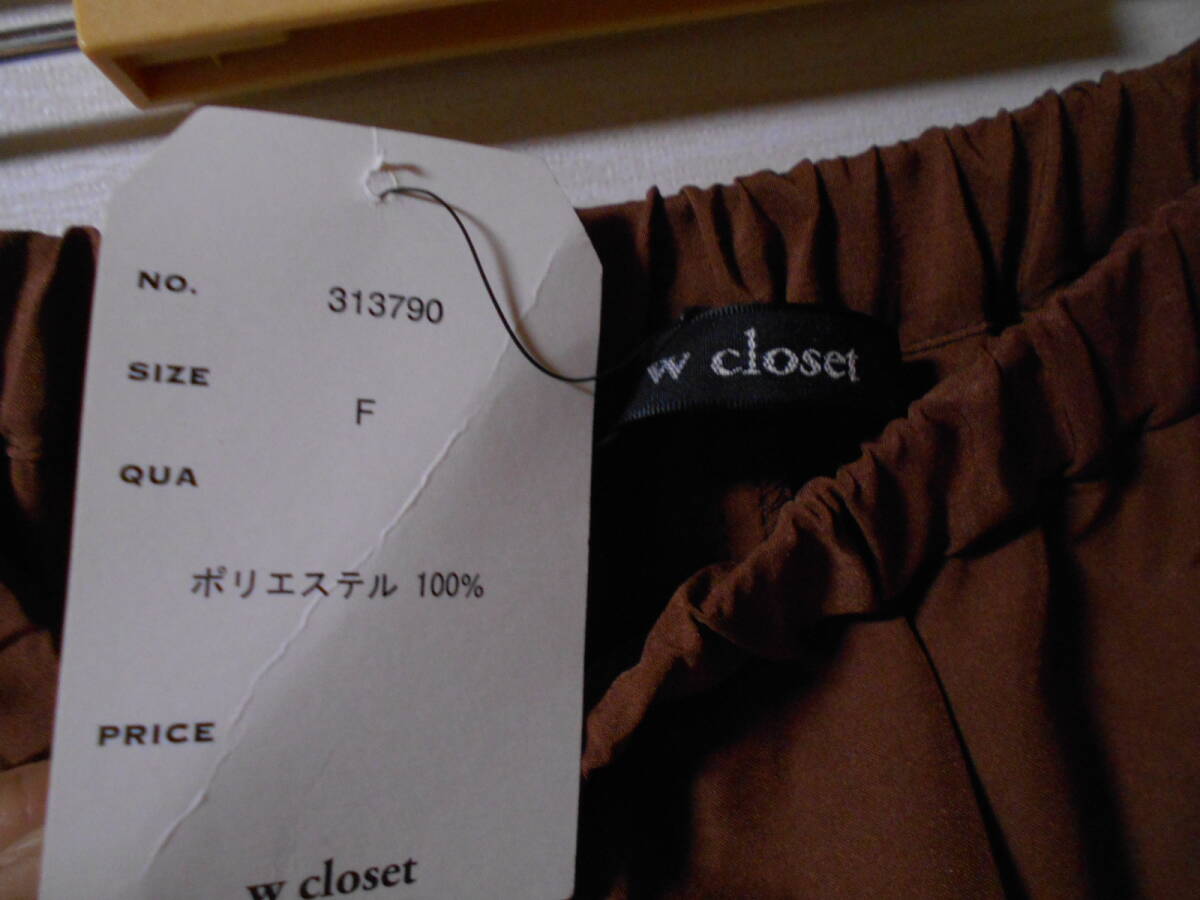 NO. 313790
SIZE F
QUA
ポリエステル 100%
PRICE
w closet
w closet